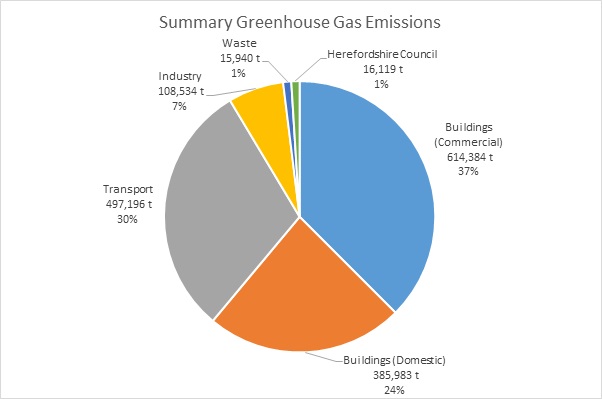 Summary Greenhouse Gas Emissions
Waste
15,940 t
1%
Herefordshire Council
16,119 t
1%
Industry
108,534 t
7%
Buildings
(Commercial)
614,384 t
37%
Transport
497,196 t
30%
Buildings (Domestic)
385,983 t
24%